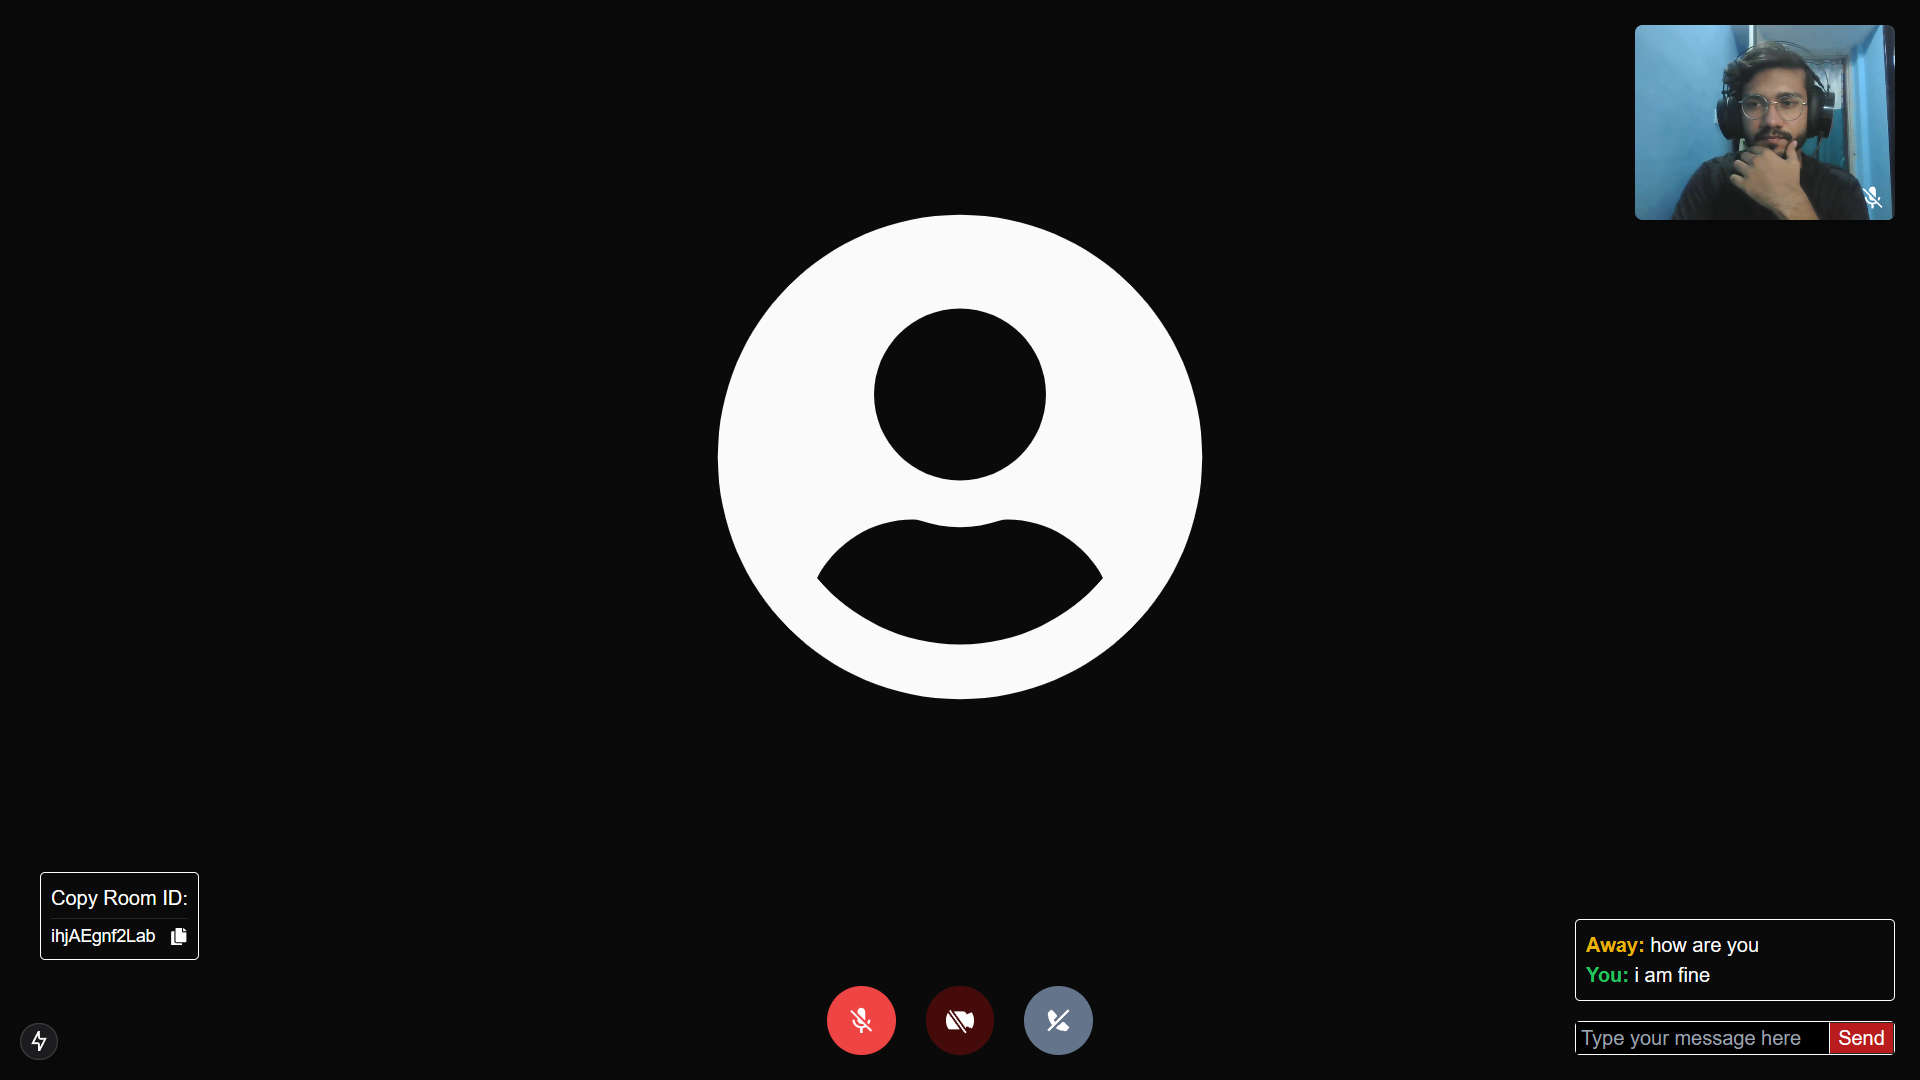 Copy Room ID:
ihjAEgnf2Lab
Away: how are you
You: i am fine
Type your message here
Send